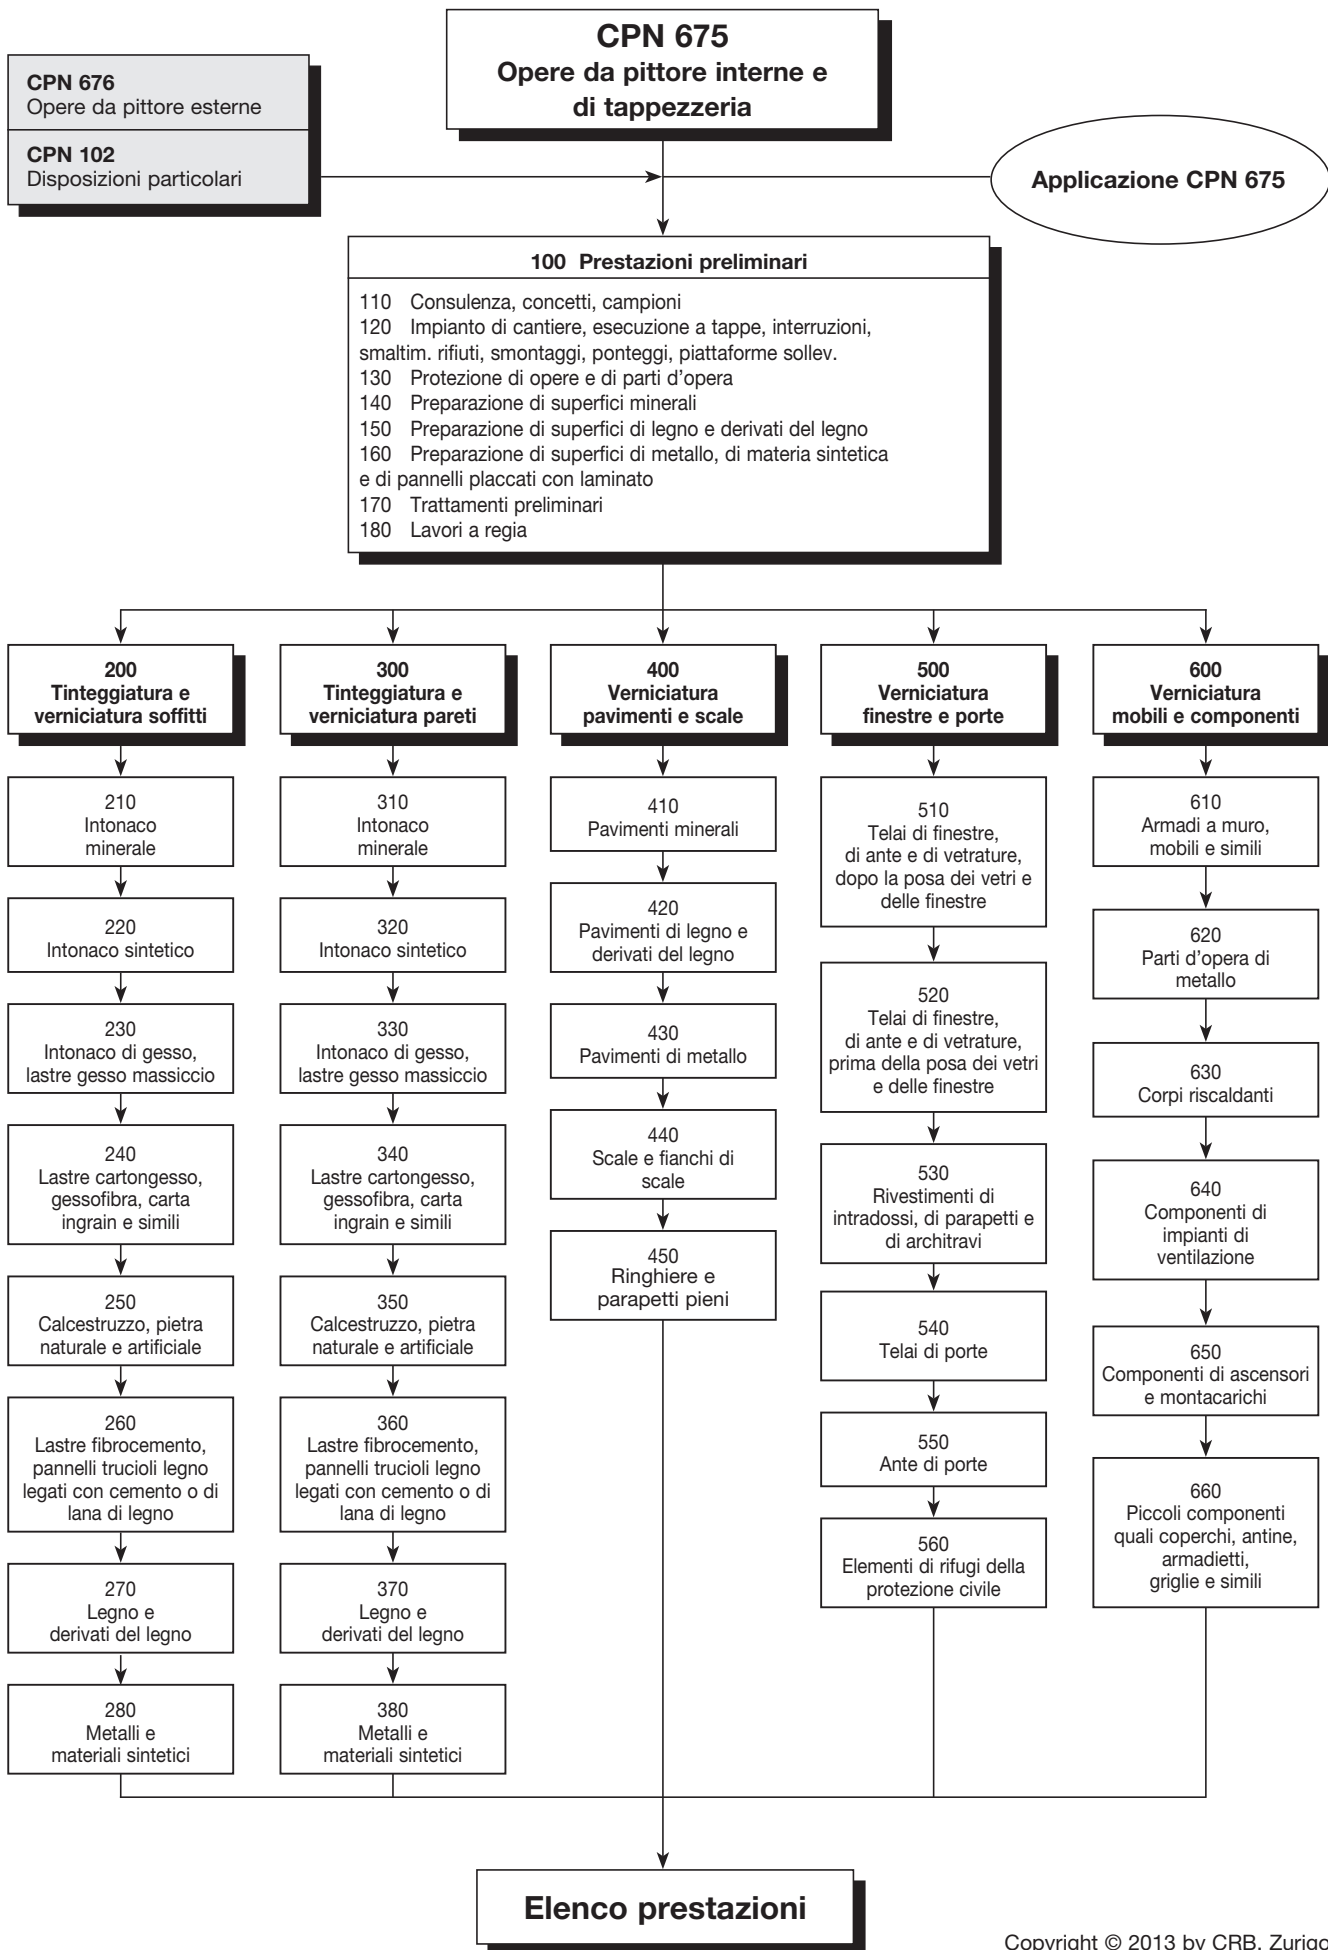 CPN 675
Opere da pittore interne e
di tappezzeria
CPN 676
Opere da pittore esterne
CPN 102
Disposizioni particolari
Applicazione CPN 675
100 Prestazioni preliminari
110 Consulenza, concetti, campioni
120 Impianto di cantiere, esecuzione a tappe, interruzioni,
smaltim. rifiuti, smontaggi, ponteggi, piattaforme sollev.
130 Protezione di opere e di parti d'opera
140 Preparazione di superfici minerali
150 Preparazione di superfici di legno e derivati del legno
160 Preparazione di superfici di metallo, di materia sintetica
e di pannelli placcati con laminato
170 Trattamenti preliminari
180 Lavori a regia
200
Tinteggiatura e
verniciatura soffitti
210
Intonaco
minerale
220
Intonaco sintetico
230
Intonaco di gesso,
lastre gesso massiccio
240
Lastre cartongesso,
gessofibra, carta
ingrain e simili
250
Calcestruzzo, pietra
naturale e artificiale
260
Lastre fibrocemento,
pannelli trucioli legno
legati con cemento o di
lana di legno
270
Legno e
derivati del legno
280
Metalli e
materiali sintetici
300
Tinteggiatura e
verniciatura pareti
310
Intonaco
minerale
320
Intonaco sintetico
330
Intonaco di gesso,
lastre gesso massiccio
340
Lastre cartongesso,
gessofibra, carta
ingrain e simili
350
Calcestruzzo, pietra
naturale e artificiale
360
Lastre fibrocemento,
pannelli trucioli legno
legati con cemento o di
lana di legno
370
Legno e
derivati del legno
380
Metalli e
materiali sintetici
400
Verniciatura
pavimenti e scale
410
Pavimenti minerali
420
Pavimenti di legno e
derivati del legno
430
Pavimenti di metallo
440
Scale e fianchi di
scale
450
Ringhiere e
parapetti pieni
500
Verniciatura
finestre e porte
510
Telai di finestre,
di ante e di vetrature,
dopo la posa dei vetri e
delle finestre
520
Telai di finestre,
di ante e di vetrature,
prima della posa dei vetri
e delle finestre
530
Rivestimenti di
intradossi, di parapetti e
di architravi
540
Telai di porte
550
Ante di porte
560
Elementi di rifugi della
protezione civile
600
Verniciatura
mobili e componenti
610
Armadi a muro,
mobili e simili
620
Parti d'opera di
metallo
630
Corpi riscaldanti
640
Componenti di
impianti di
ventilazione
650
Componenti di ascensori
e montacarichi
660
Piccoli componenti
quali coperchi, antine,
armadietti,
griglie e simili
Elenco prestazioni
Copyright © 2013 by CRB, Zurigo